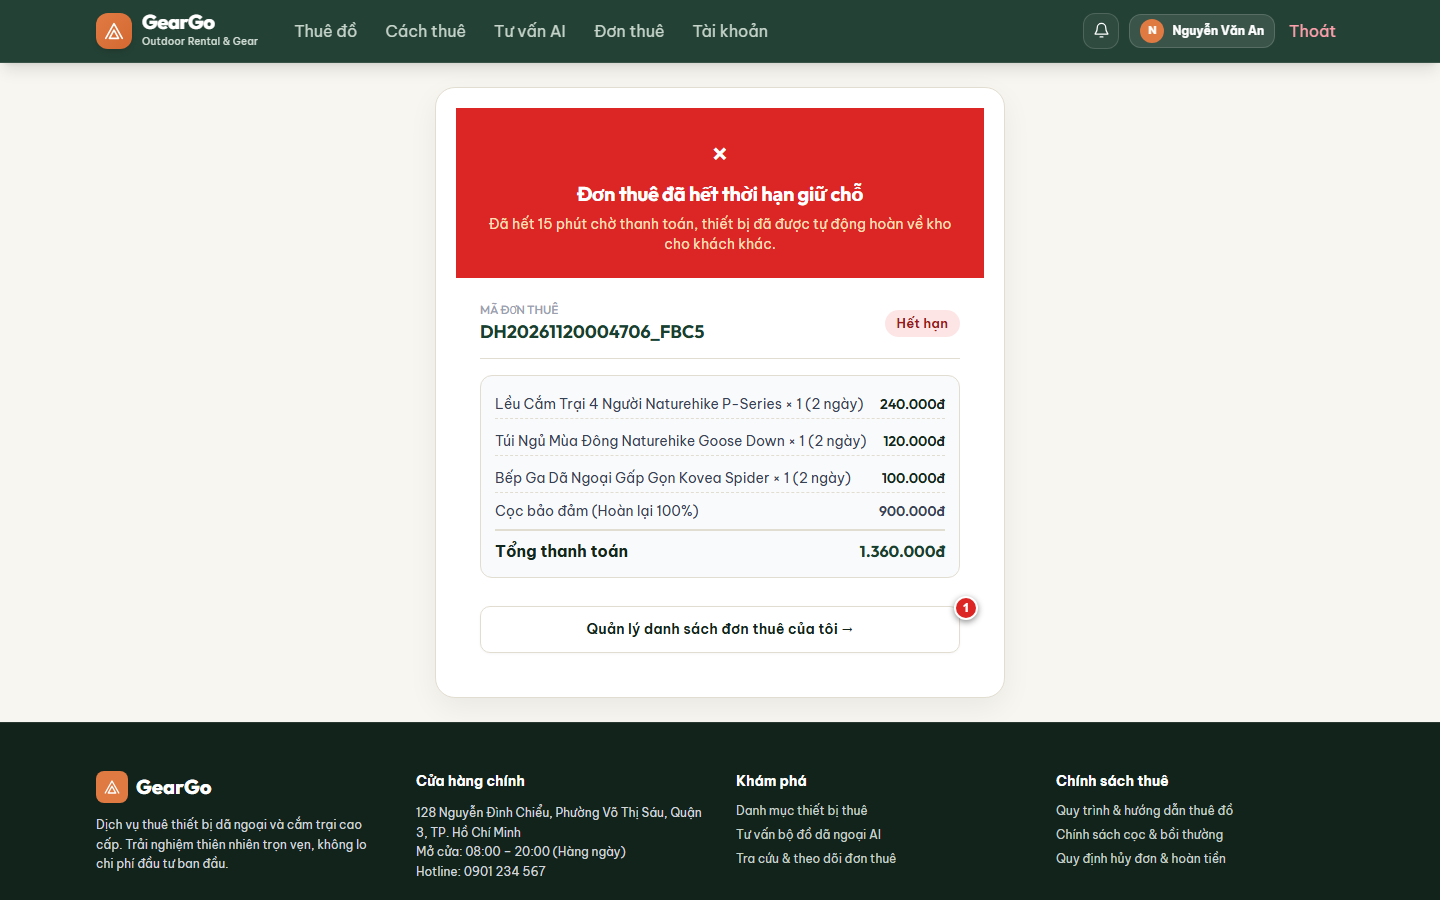 GearGo
Outdoor Rental & Gear
Thuê đồ
Cách thuê
Tư vấn AI
Đơn thuê
Tài khoản
N
Nguyễn Văn An
Thoát
×
Đơn thuê đã hết thời hạn giữ chỗ
Đã hết 15 phút chờ thanh toán, thiết bị đã được tự động hoàn về kho
cho khách khác.
MÃ ĐƠN THUÊ
DH20261120004706_FBC5
Hết hạn
Lều Cắm Trại 4 Người Naturehike P-Series × 1 (2 ngày) 240.000đ
Túi Ngủ Mùa Đông Naturehike Goose Down × 1 (2 ngày) 120.000đ
Bếp Ga Dã Ngoại Gấp Gọn Kovea Spider × 1 (2 ngày) 100.000đ
Cọc bảo đảm (Hoàn lại 100%) 900.000đ
Tổng thanh toán 1.360.000đ
1
Quản lý danh sách đơn thuê của tôi →
GearGo
Dịch vụ thuê thiết bị dã ngoại và cắm trại cao
cấp. Trải nghiệm thiên nhiên trọn vẹn, không lo
chi phí đầu tư ban đầu.
Cửa hàng chính
128 Nguyễn Đình Chiểu, Phường Võ Thị Sáu, Quận
3, TP. Hồ Chí Minh
Mở cửa: 08:00 – 20:00 (Hàng ngày)
Hotline: 0901 234 567
Khám phá
Danh mục thiết bị thuê
Tư vấn bộ đồ dã ngoại AI
Tra cứu & theo dõi đơn thuê
Chính sách thuê
Quy trình & hướng dẫn thuê đồ
Chính sách cọc & bồi thường
Quy định hủy đơn & hoàn tiền